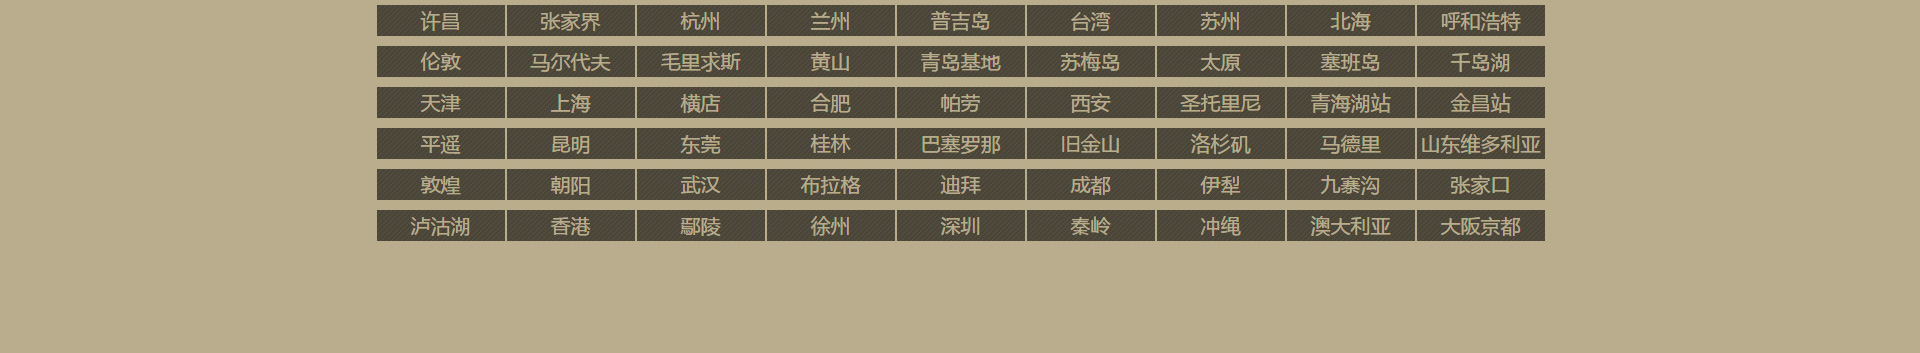 许昌 张家界 杭州 兰州 普吉岛 台湾 苏州 北海 呼和浩特
伦敦 马尔代夫 毛里求斯 黄山 青岛基地 苏梅岛 太原 塞班岛 千岛湖
天津 上海 横店 合肥 帕劳 西安 圣托里尼 青海湖站 金昌站
平遥 昆明 东莞 桂林 巴塞罗那 旧金山 洛杉矶 马德里 山东维多利亚
敦煌 朝阳 武汉 布拉格 迪拜 成都 伊犁 九寨沟 张家口
泸沽湖 香港 鄢陵 徐州 深圳 秦岭 冲绳 澳大利亚 大阪京都